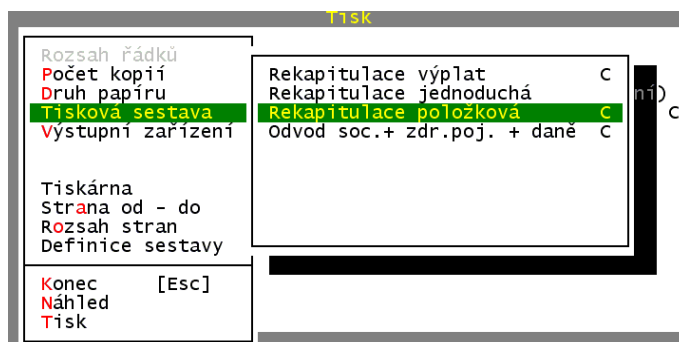 Tisk
Rozsah řádků
Počet kopií
Druh papíru
Tisková sestava
Výstupní zařízení
Tiskárna
Strana od - do
Rozsah stran
Definice sestavy
Konec [Esc]
Náhled
Tisk
Rekapitulace výplat C
Rekapitulace jednoduchá
Rekapitulace položková C
Odvod soc.+ zdr.poj. + daně C
ní)
C